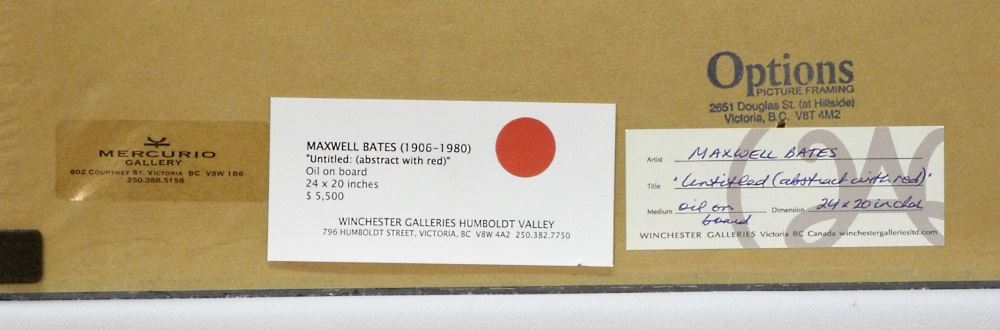 MERCURIO
GALLERY
602 COURTNEY ST. VICTORIA BC V8W 1B6
250.388.5158
MAXWELL BATES (1906-1980)
"Untitled: (abstract with red)"
Oil on board
24 x 20 inches
$ 5,500
WINCHESTER GALLERIES HUMBOLDT VALLEY
796 HUMBOLDT STREET, VICTORIA, BC V8W 4A2 250.382.7750
Options
PICTURE FRAMING
2651 Douglas St. (at Hillside)
Victoria, B.C. V8T 4M2
Artist MAXWELL BATES
Title "Untitled (abstract with red)"
Medium oil on board Dimension 24 x 20 inches
WINCHESTER GALLERIES Victoria BC Canada winchestergalleriesltd.com